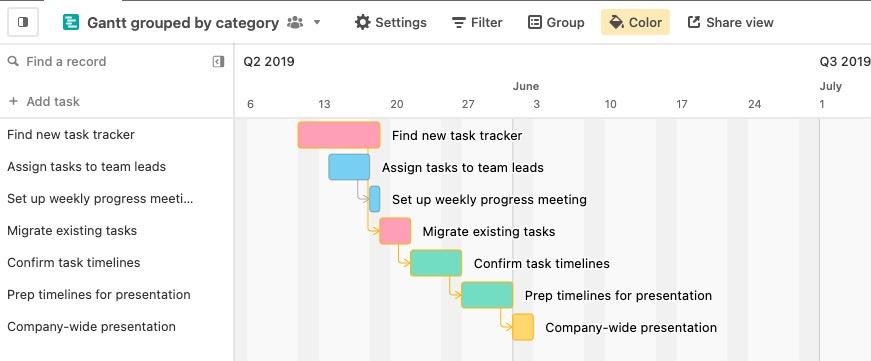 Gantt grouped by category Settings Filter Group Color Share view
Find a record Q2 2019 Q3 2019
June July
+ Add task 6 13 20 27 3 10 17 24 1
Find new task tracker Find new task tracker
Assign tasks to team leads Assign tasks to team leads
Set up weekly progress meeti... Set up weekly progress meeting
Migrate existing tasks Migrate existing tasks
Confirm task timelines Confirm task timelines
Prep timelines for presentation Prep timelines for presentation
Company-wide presentation Company-wide presentation